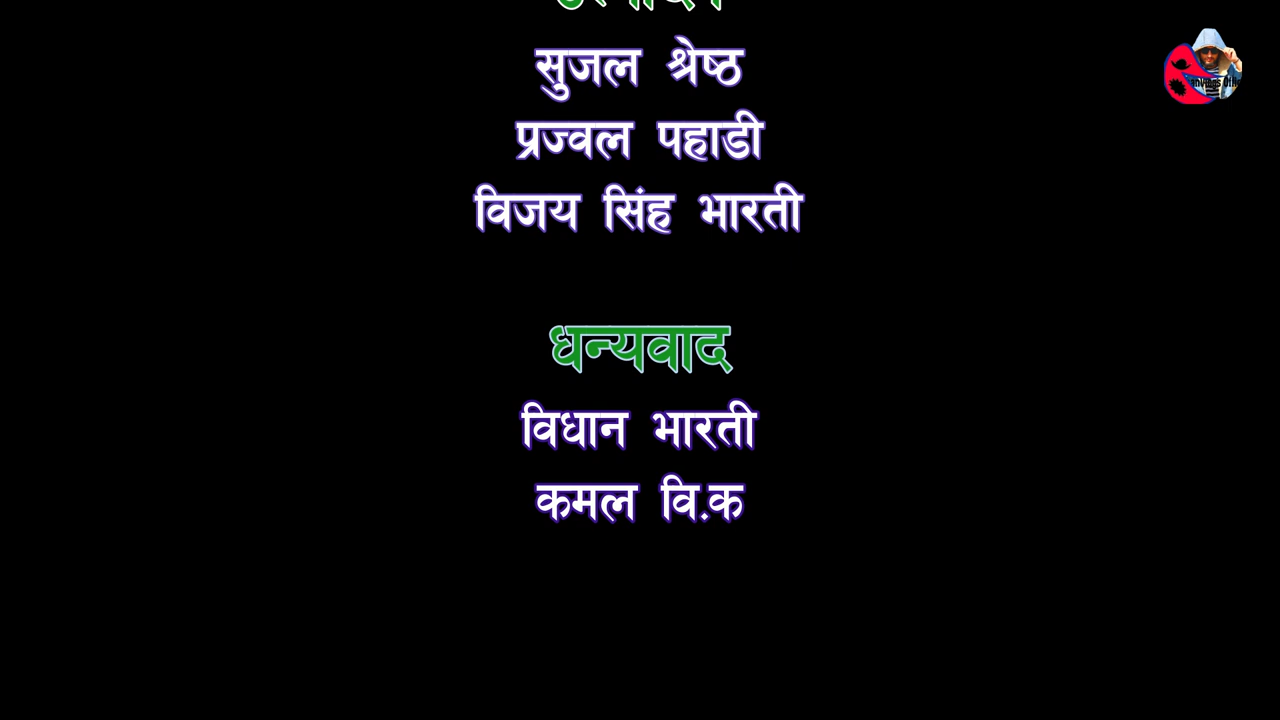 सुजल श्रेष्ठ
प्रज्वल पहाडी
विजय सिंह भारती
धन्यवाद
विधान भारती
कमल वि.क